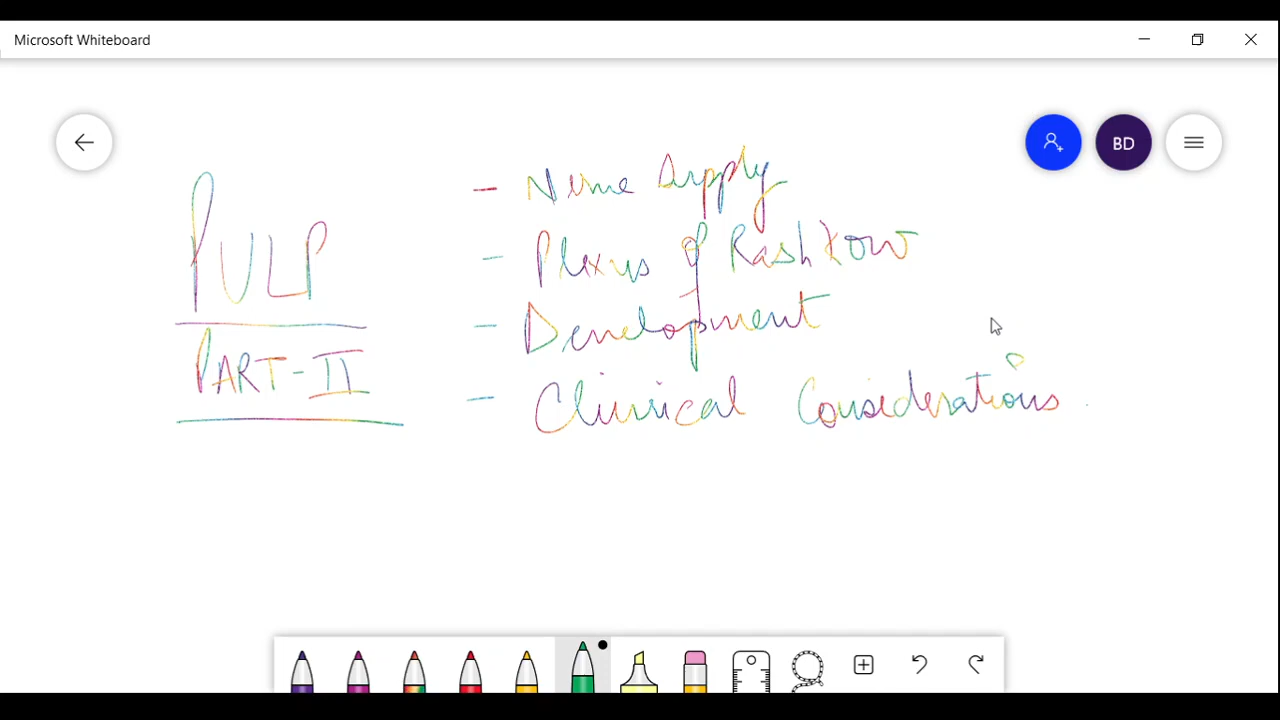 Microsoft Whiteboard
BD
PULP
PART-II
- Nerve Supply
- Plexus of Rashkow
- Development
- Clinical Considerations.